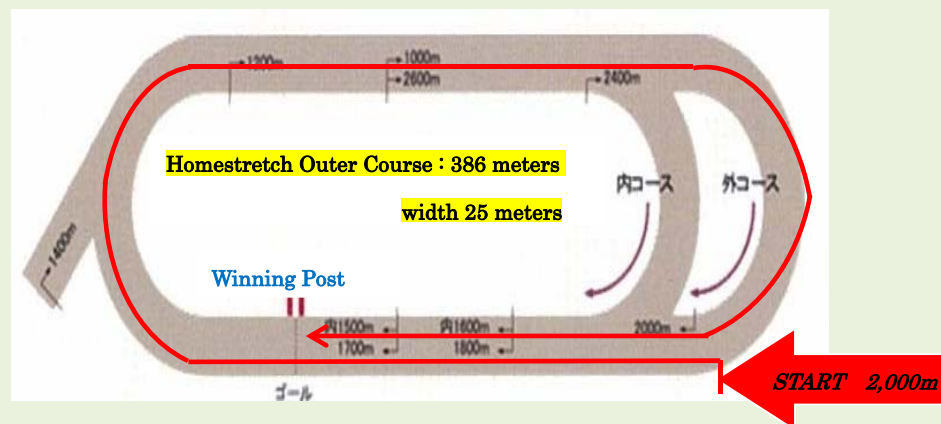 1200m
1000m
2600m
2400m
Homestretch Outer Course : 386 meters
width 25 meters
内コース
外コース
1400m
Winning Post
内1500m
1700m
内1600m
1800m
2000m
ゴール
START 2,000m